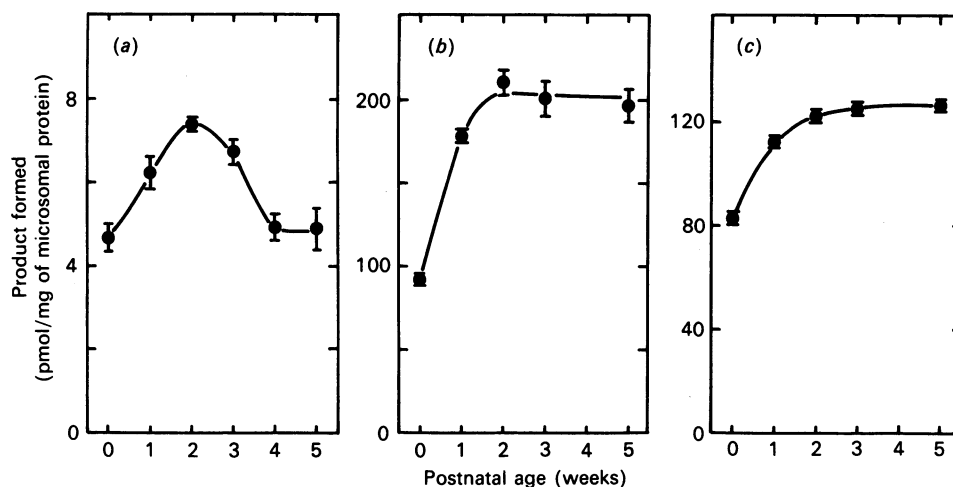 Product formed
(pmol/mg of microsomal protein)
(a)
8
4
0
0 1 2 3 4 5
(b)
200
100
0
0 1 2 3 4 5
(c)
120
80
40
0
0 1 2 3 4 5
Postnatal age (weeks)